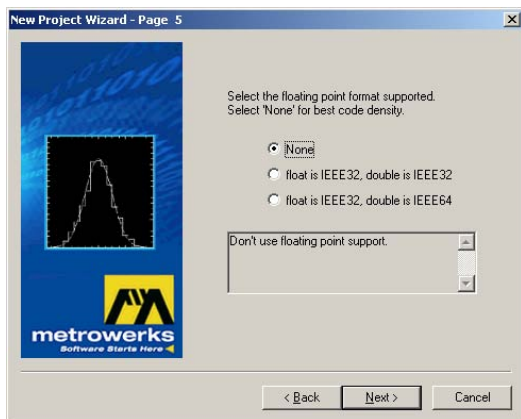 New Project Wizard - Page 5
Select the floating point format supported.
Select 'None' for best code density.
None
float is IEEE32, double is IEEE32
float is IEEE32, double is IEEE64
Don't use floating point support.
metrowerks
Software Starts Here
< Back
Next >
Cancel